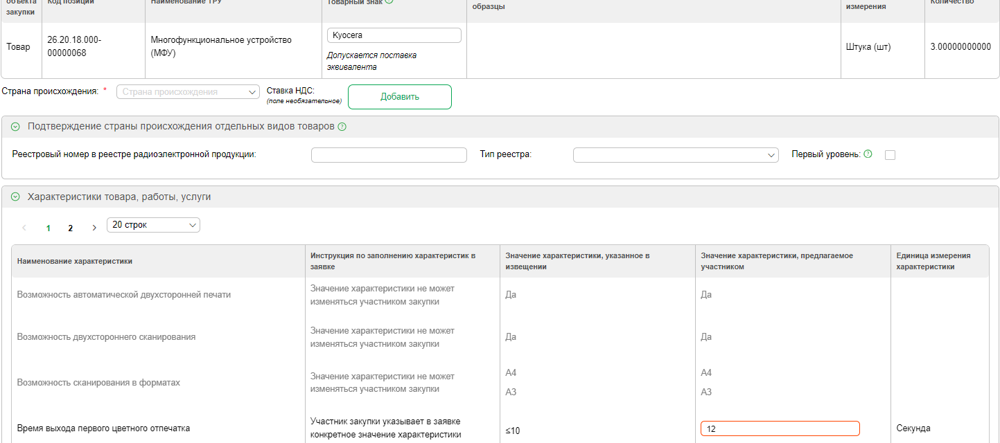 объекта закупки
Код позиции
Наименование ТРУ
Товарный знак
образцы
измерения
Количество
Товар
26.20.18.000-
00000068
Многофункциональное устройство
(МФУ)
Kyocera
Допускается поставка
эквивалента
Штука (шт)
3.00000000000
Страна происхождения: *
Страна происхождения
Ставка НДС:
(поле необязательное)
Добавить
Подтверждение страны происхождения отдельных видов товаров
Реестровый номер в реестре радиоэлектронной продукции:
Тип реестра:
Первый уровень:
Характеристики товара, работы, услуги
1 2
20 строк
Наименование характеристики
Инструкция по заполнению характеристик в
заявке
Значение характеристики, указанное в
извещении
Значение характеристики, предлагаемое
участником
Единица измерения
характеристики
Возможность автоматической двухсторонней печати
Значение характеристики не может
изменяться участником закупки
Да
Да
Возможность двухстороннего сканирования
Значение характеристики не может
изменяться участником закупки
Да
Да
Возможность сканирования в форматах
Значение характеристики не может
изменяться участником закупки
A4
A3
A4
A3
Время выхода первого цветного отпечатка
Участник закупки указывает в заявке
конкретное значение характеристики
≤10
12
Секунда